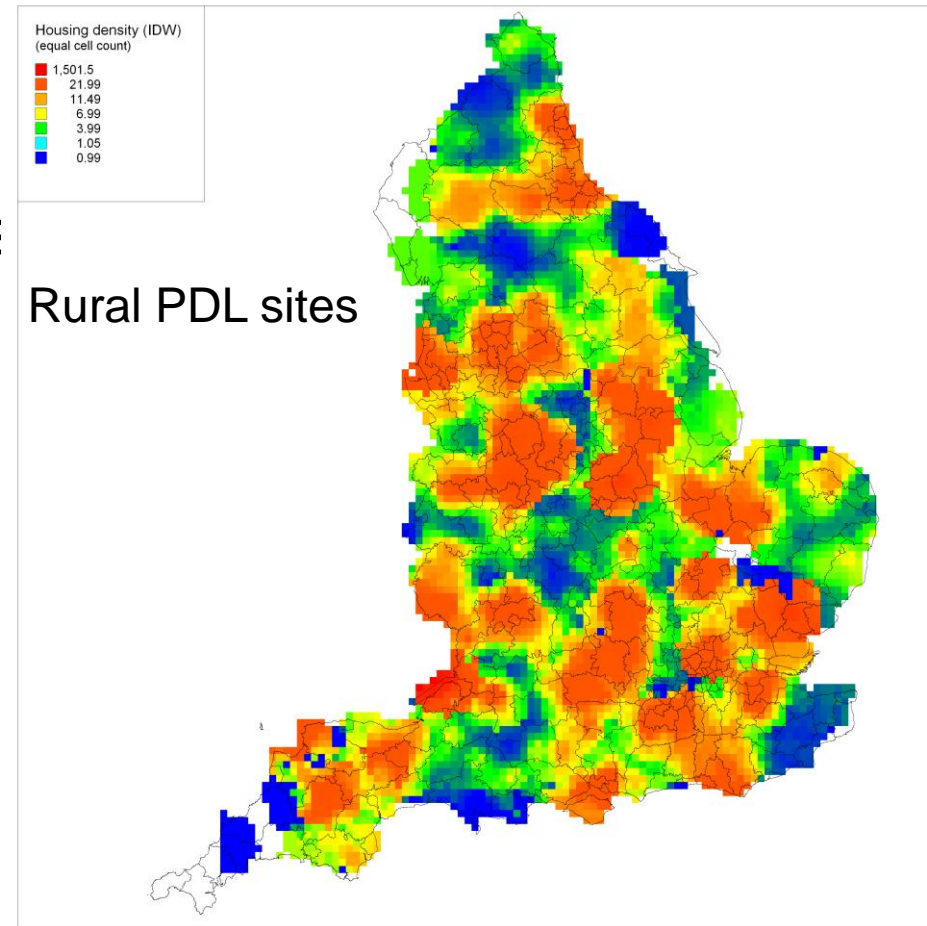 Housing density (IDW)
(equal cell count)
1,501.5
21.99
11.49
6.99
3.99
1.05
0.99
Rural PDL sites